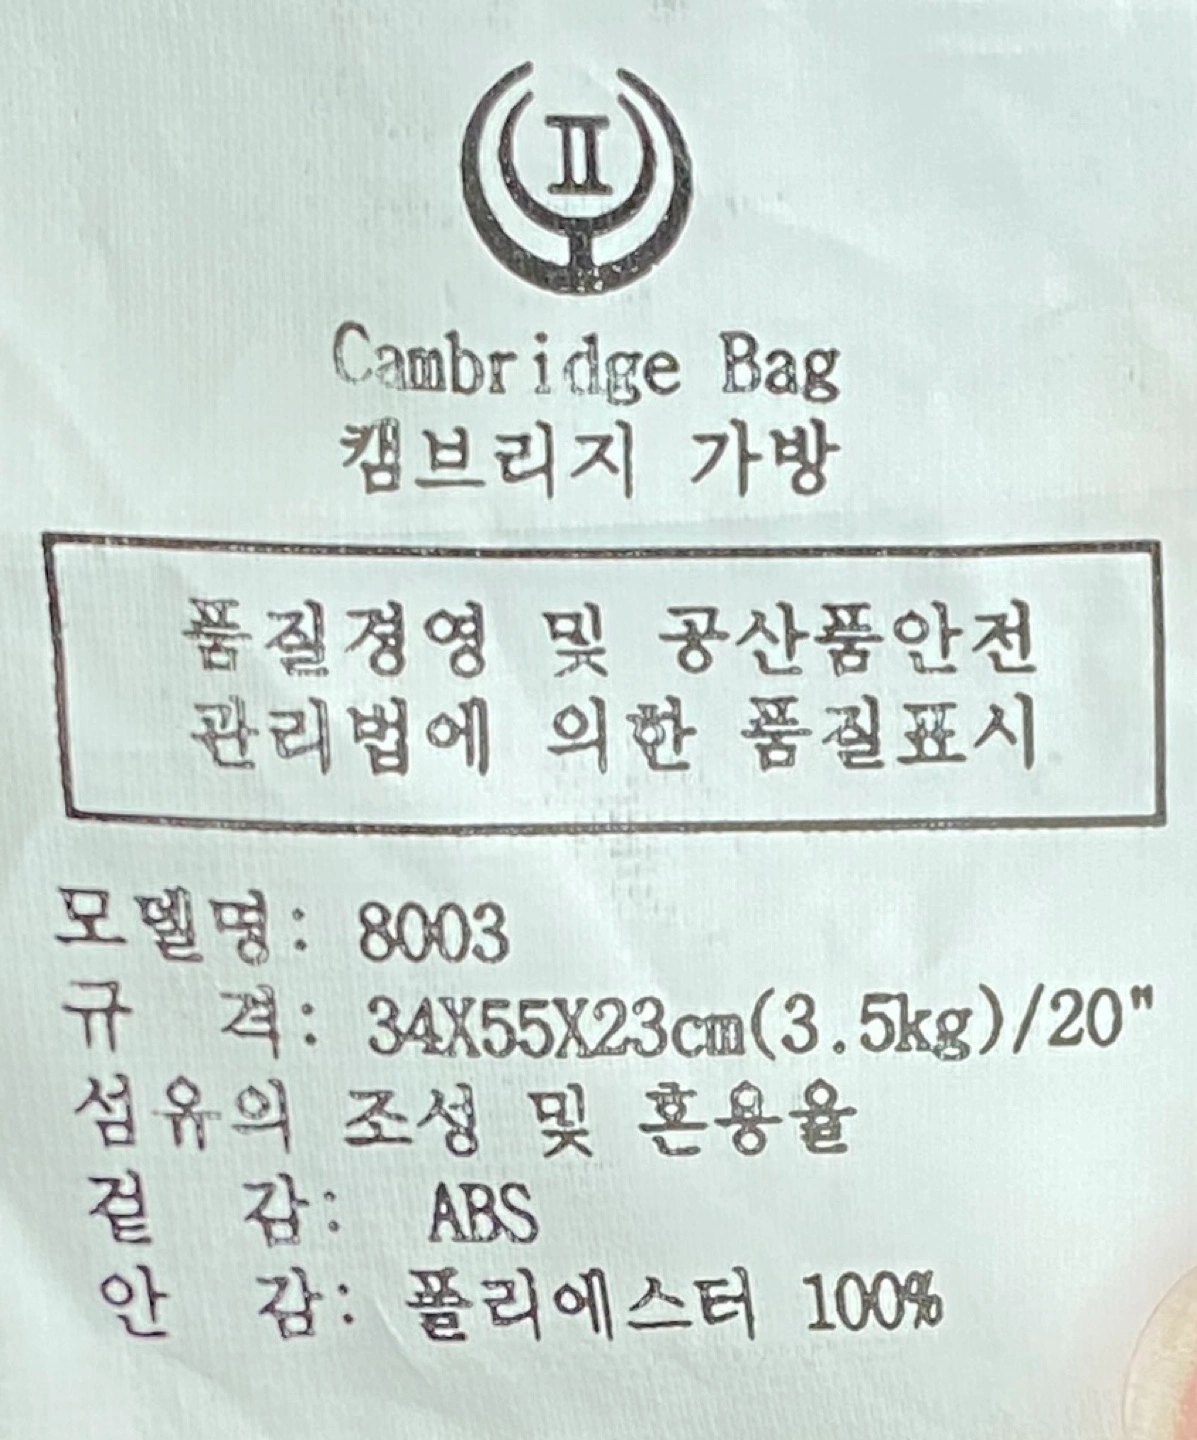 II
Cambridge Bag
캠브리지 가방
품질경영 및 공산품안전
관리법에 의한 품질표시
모델명: 8003
규 격: 34X55X23cm(3.5kg)/20"
섬유의 조성 및 혼용율
겉 감: ABS
안 감: 폴리에스터 100%